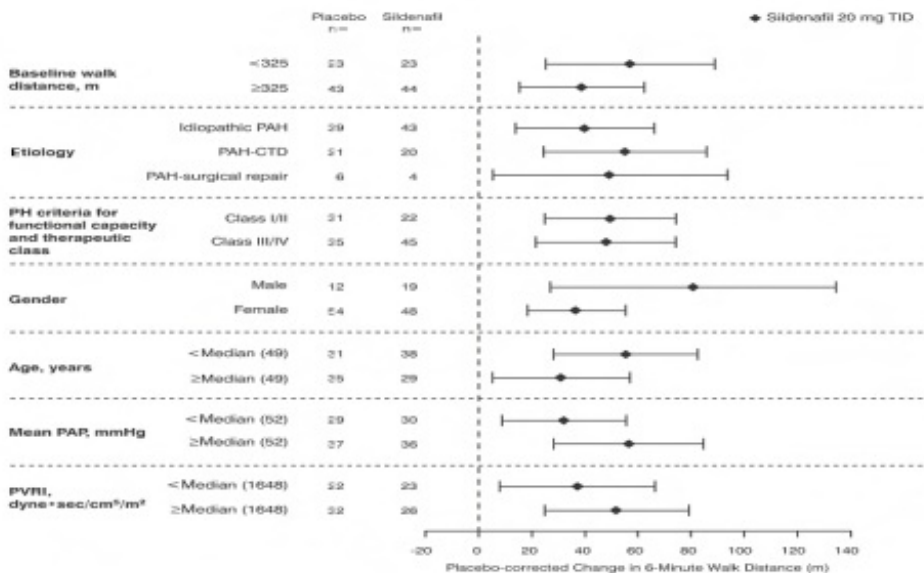 Placebo Sildenafil
n= n=
◆ Sildenafil 20 mg TID
Baseline walk distance, m
<325 23 23
≥325 43 44
Etiology
Idiopathic PAH 39 43
PAH-CTD 21 20
PAH-surgical repair 6 4
PH criteria for
functional capacity
and therapeutic
class
Class I/II 31 22
Class III/IV 35 45
Gender
Male 12 19
Female 54 48
Age, years
<Median (49) 31 38
≥Median (49) 35 29
Mean PAP, mmHg
<Median (52) 29 30
≥Median (52) 37 36
PVRI,
dyne•sec/cm⁵/m²
<Median (1648) 23
≥Median (1648) 26
-20 0 20 40 60 80 100 120 140
Placebo-corrected Change in 6-Minute Walk Distance (m)